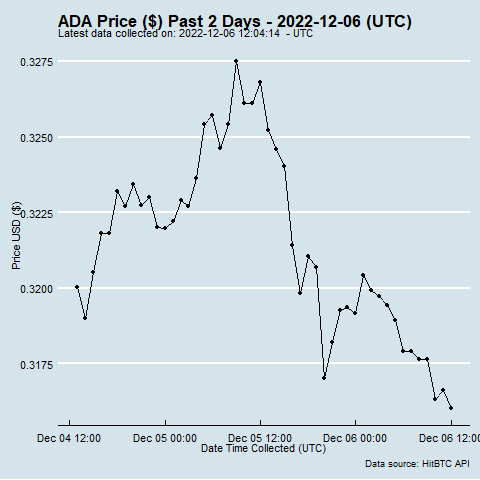 ADA Price ($) Past 2 Days - 2022-12-06 (UTC)
Latest data collected on: 2022-12-06 12:04:14 - UTC
Price USD ($)
0.3275
0.3250
0.3225
0.3200
0.3175
Dec 04 12:00 Dec 05 00:00 Dec 05 12:00 Dec 06 00:00 Dec 06 12:00
Date Time Collected (UTC)
Data source: HitBTC API